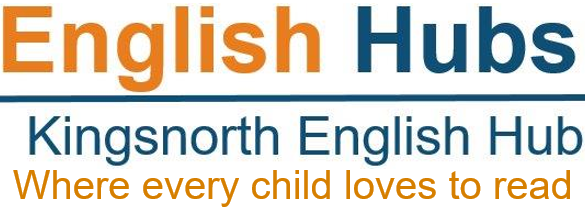 English Hubs
Kingsnorth English Hub
Where every child loves to read